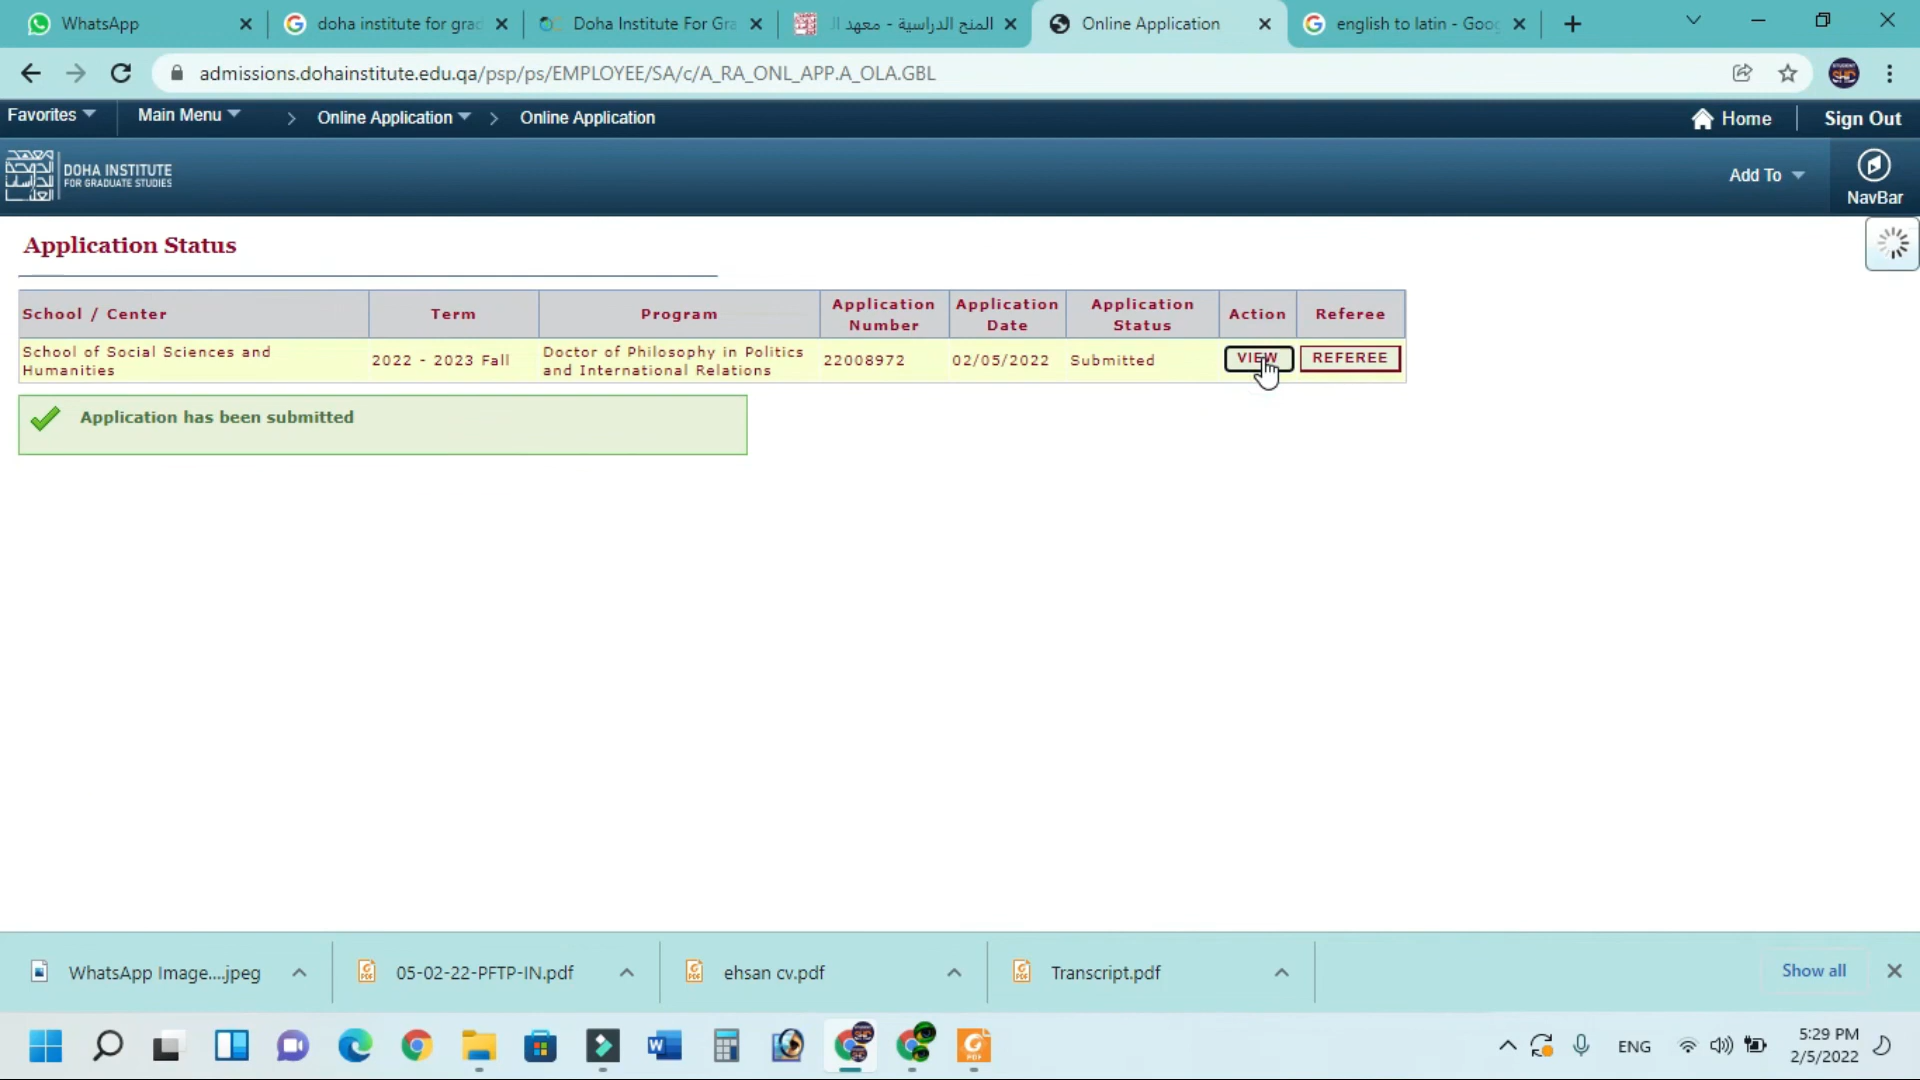 WhatsApp
doha institute for grad
Doha Institute For Gra
المنح الدراسية - معهد ال
Online Application
english to latin - Goog
admissions.dohainstitute.edu.qa/psp/ps/EMPLOYEE/SA/c/A_RA_ONL_APP.A_OLA.GBL
Favorites
Main Menu
Online Application
Online Application
Home
Sign Out
DOHA INSTITUTE
FOR GRADUATE STUDIES
Add To
NavBar
Application Status
School / Center
Term
Program
Application
Number
Application
Date
Application
Status
Action
Referee
School of Social Sciences and
Humanities
2022 - 2023 Fall
Doctor of Philosophy in Politics
and International Relations
22008972
02/05/2022
Submitted
VIEW
REFEREE
Application has been submitted
WhatsApp Image....jpeg
05-02-22-PFTP-IN.pdf
ehsan cv.pdf
Transcript.pdf
Show all
ENG
5:29 PM
2/5/2022